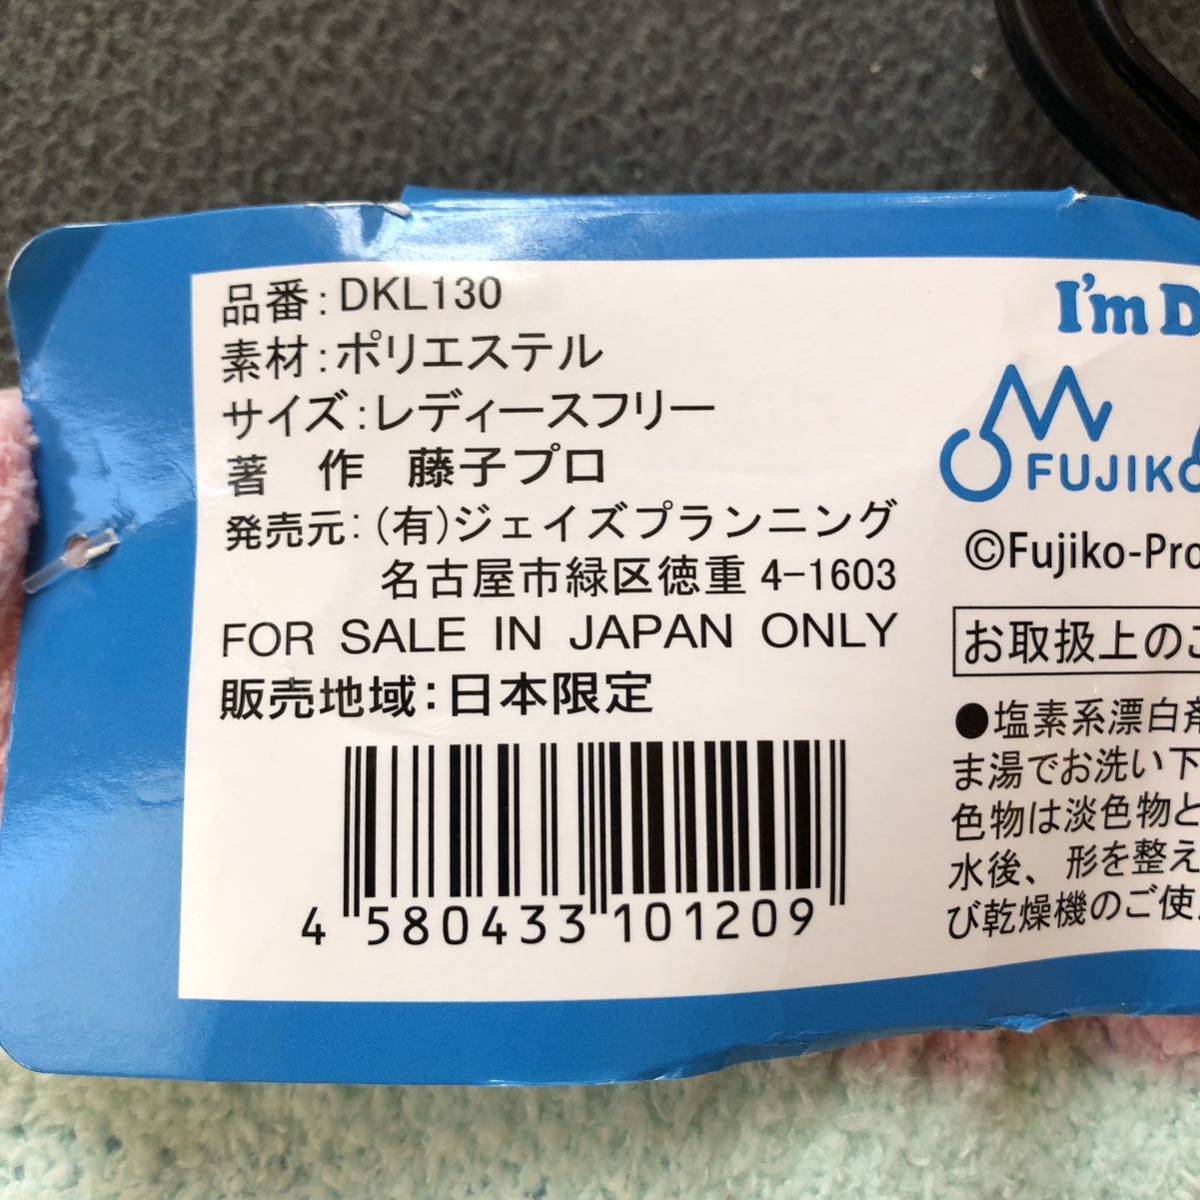 品番：DKL130
素材：ポリエステル
サイズ：レディースフリー
著　作　藤子プロ
発売元：(有)ジェイズプランニング
名古屋市緑区徳重 4-1603
FOR SALE IN JAPAN ONLY
販売地域：日本限定
4 580433 101209
I'm D
FUJIKO
©Fujiko-Pro
お取扱上のご
●塩素系漂白剤
ま湯でお洗い下
色物は淡色物と
水後、形を整え
び乾燥機のご使